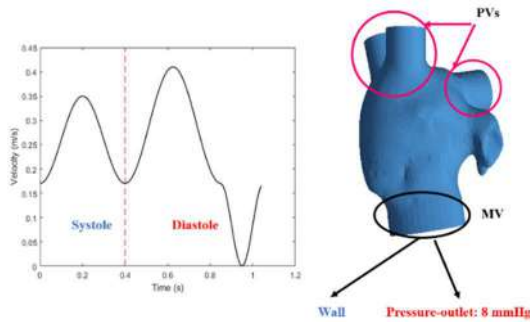 0.45
0.4
0.35
0.3
0.25
0.2
0.15
0.1
0.05
0
Velocity (m/s)
Systole
Diastole
0 0.2 0.4 0.6 0.8 1 1.2
Time (s)
PVs
MV
Wall
Pressure-outlet: 8 mmHg